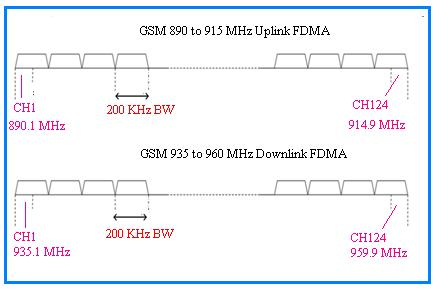 GSM 890 to 915 MHz Uplink FDMA
CH1
890.1 MHz
200 KHz BW
CH124
914.9 MHz
GSM 935 to 960 MHz Downlink FDMA
CH1
935.1 MHz
200 KHz BW
CH124
959.9 MHz